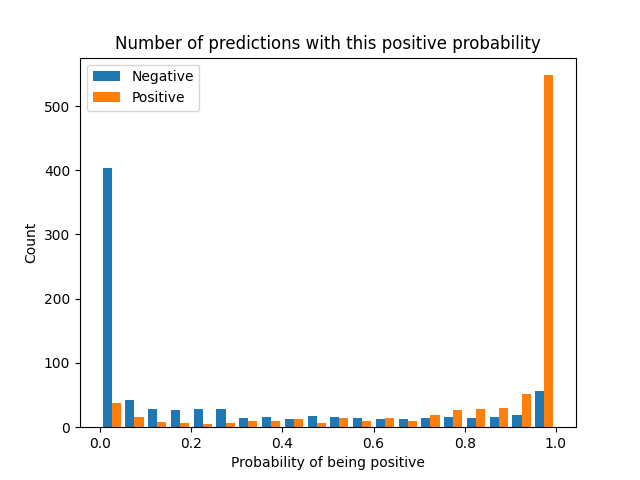 Number of predictions with this positive probability
Negative
Positive
500
400
300
200
100
0
Count
0.0 0.2 0.4 0.6 0.8 1.0
Probability of being positive